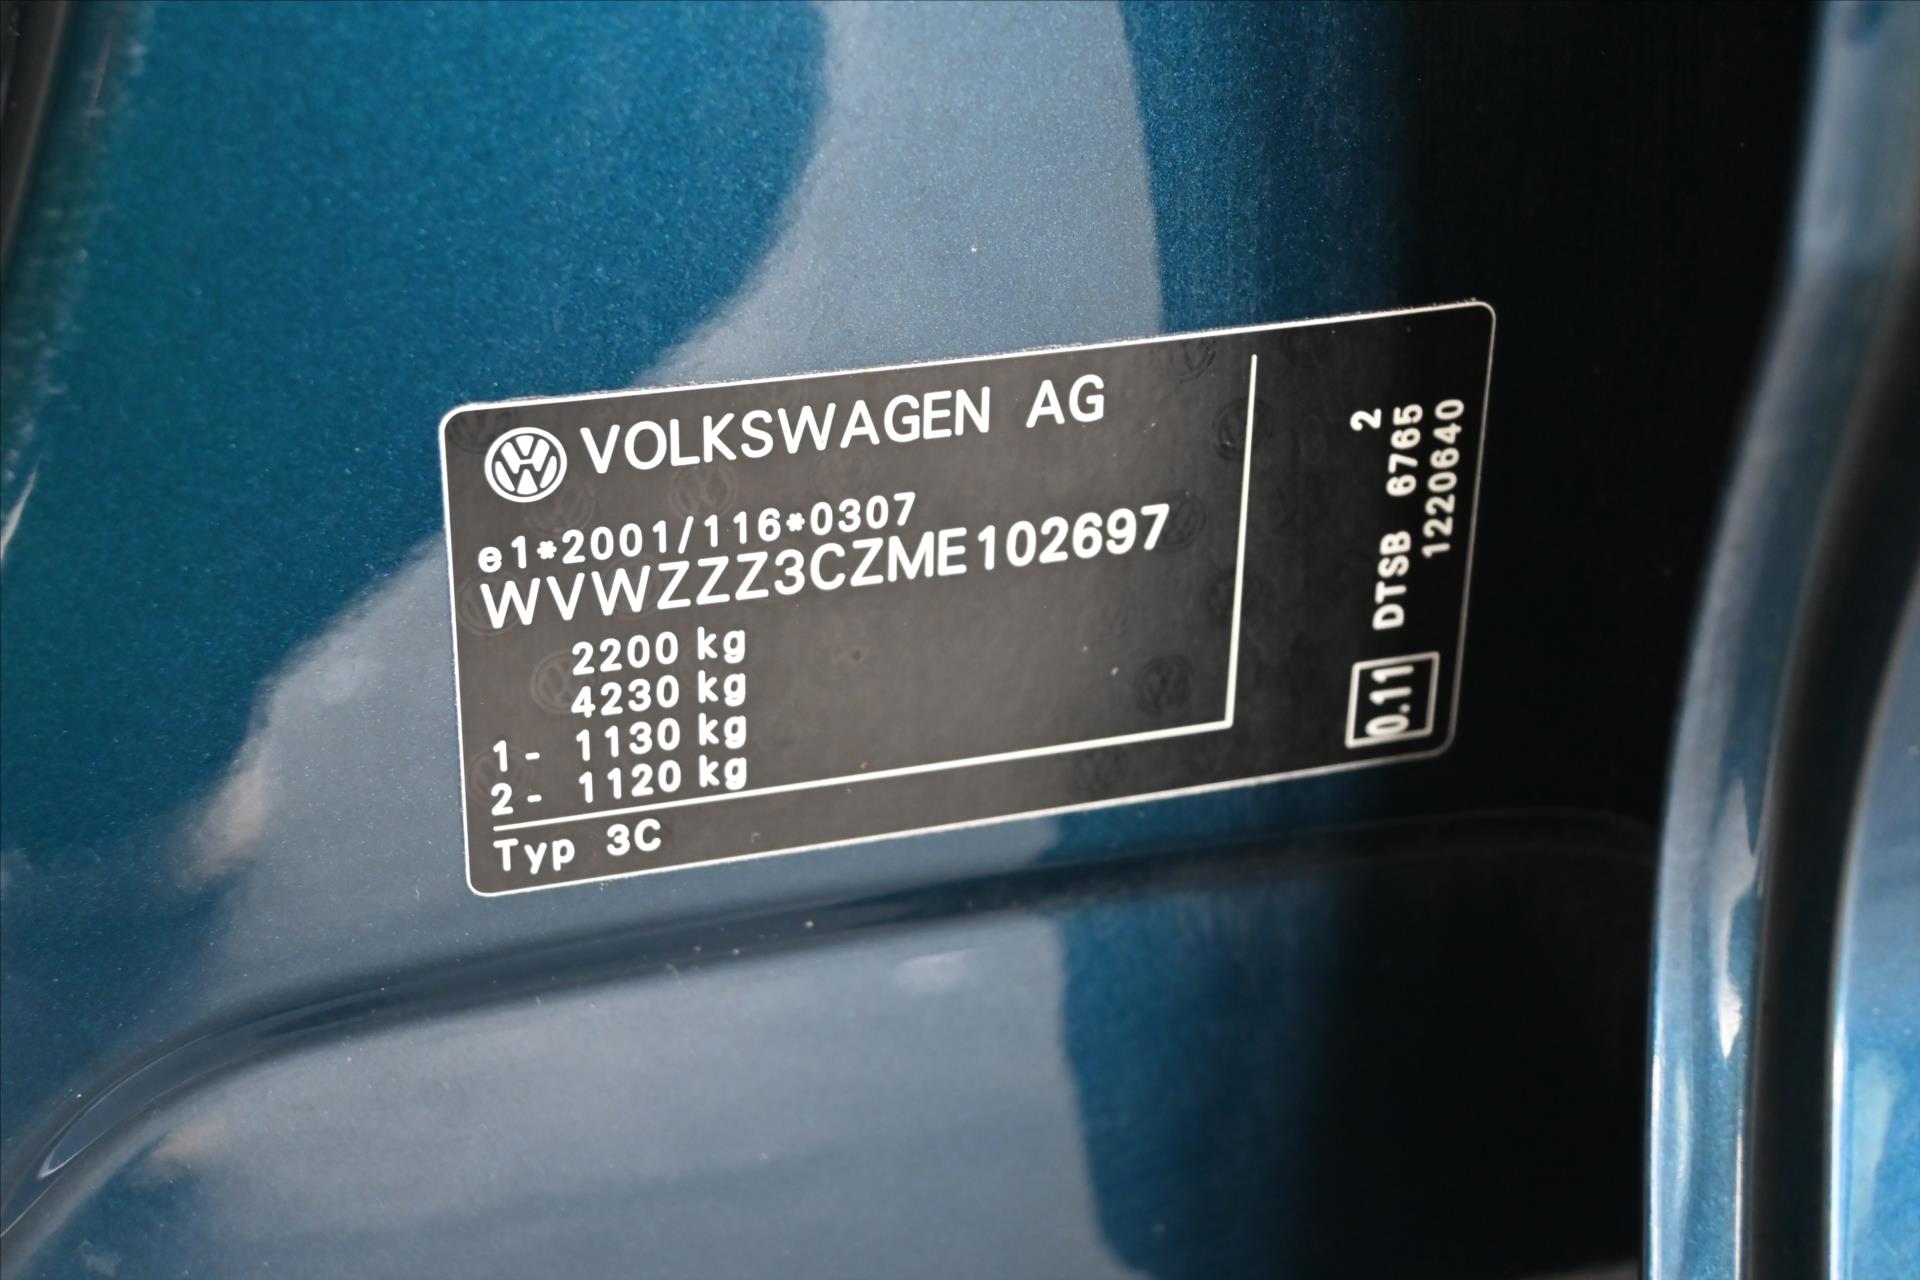 VOLKSWAGEN AG
e1*2001/116*0307
WVWZZZ3CZME102697
2200 kg
4230 kg
1- 1130 kg
2- 1120 kg
Typ 3C
2
DTSB 6765
1220640
0.11